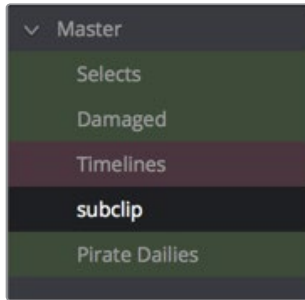 Master
Selects
Damaged
Timelines
subclip
Pirate Dailies